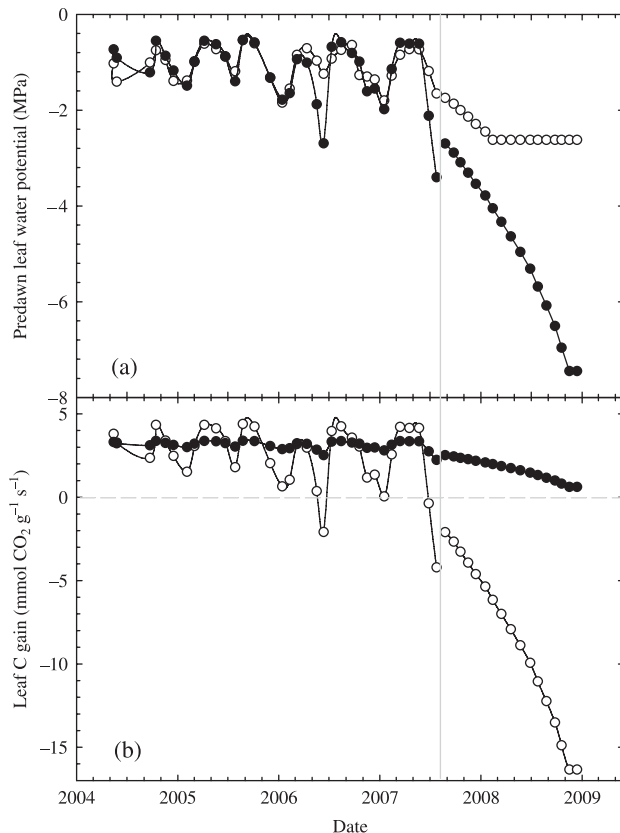 0
−2
−4
−6
−8
Predawn leaf water potential (MPa)
(a)
5
0
−5
−10
−15
Leaf C gain (mmol CO₂ g⁻¹ s⁻¹)
(b)
2004 2005 2006 2007 2008 2009
Date